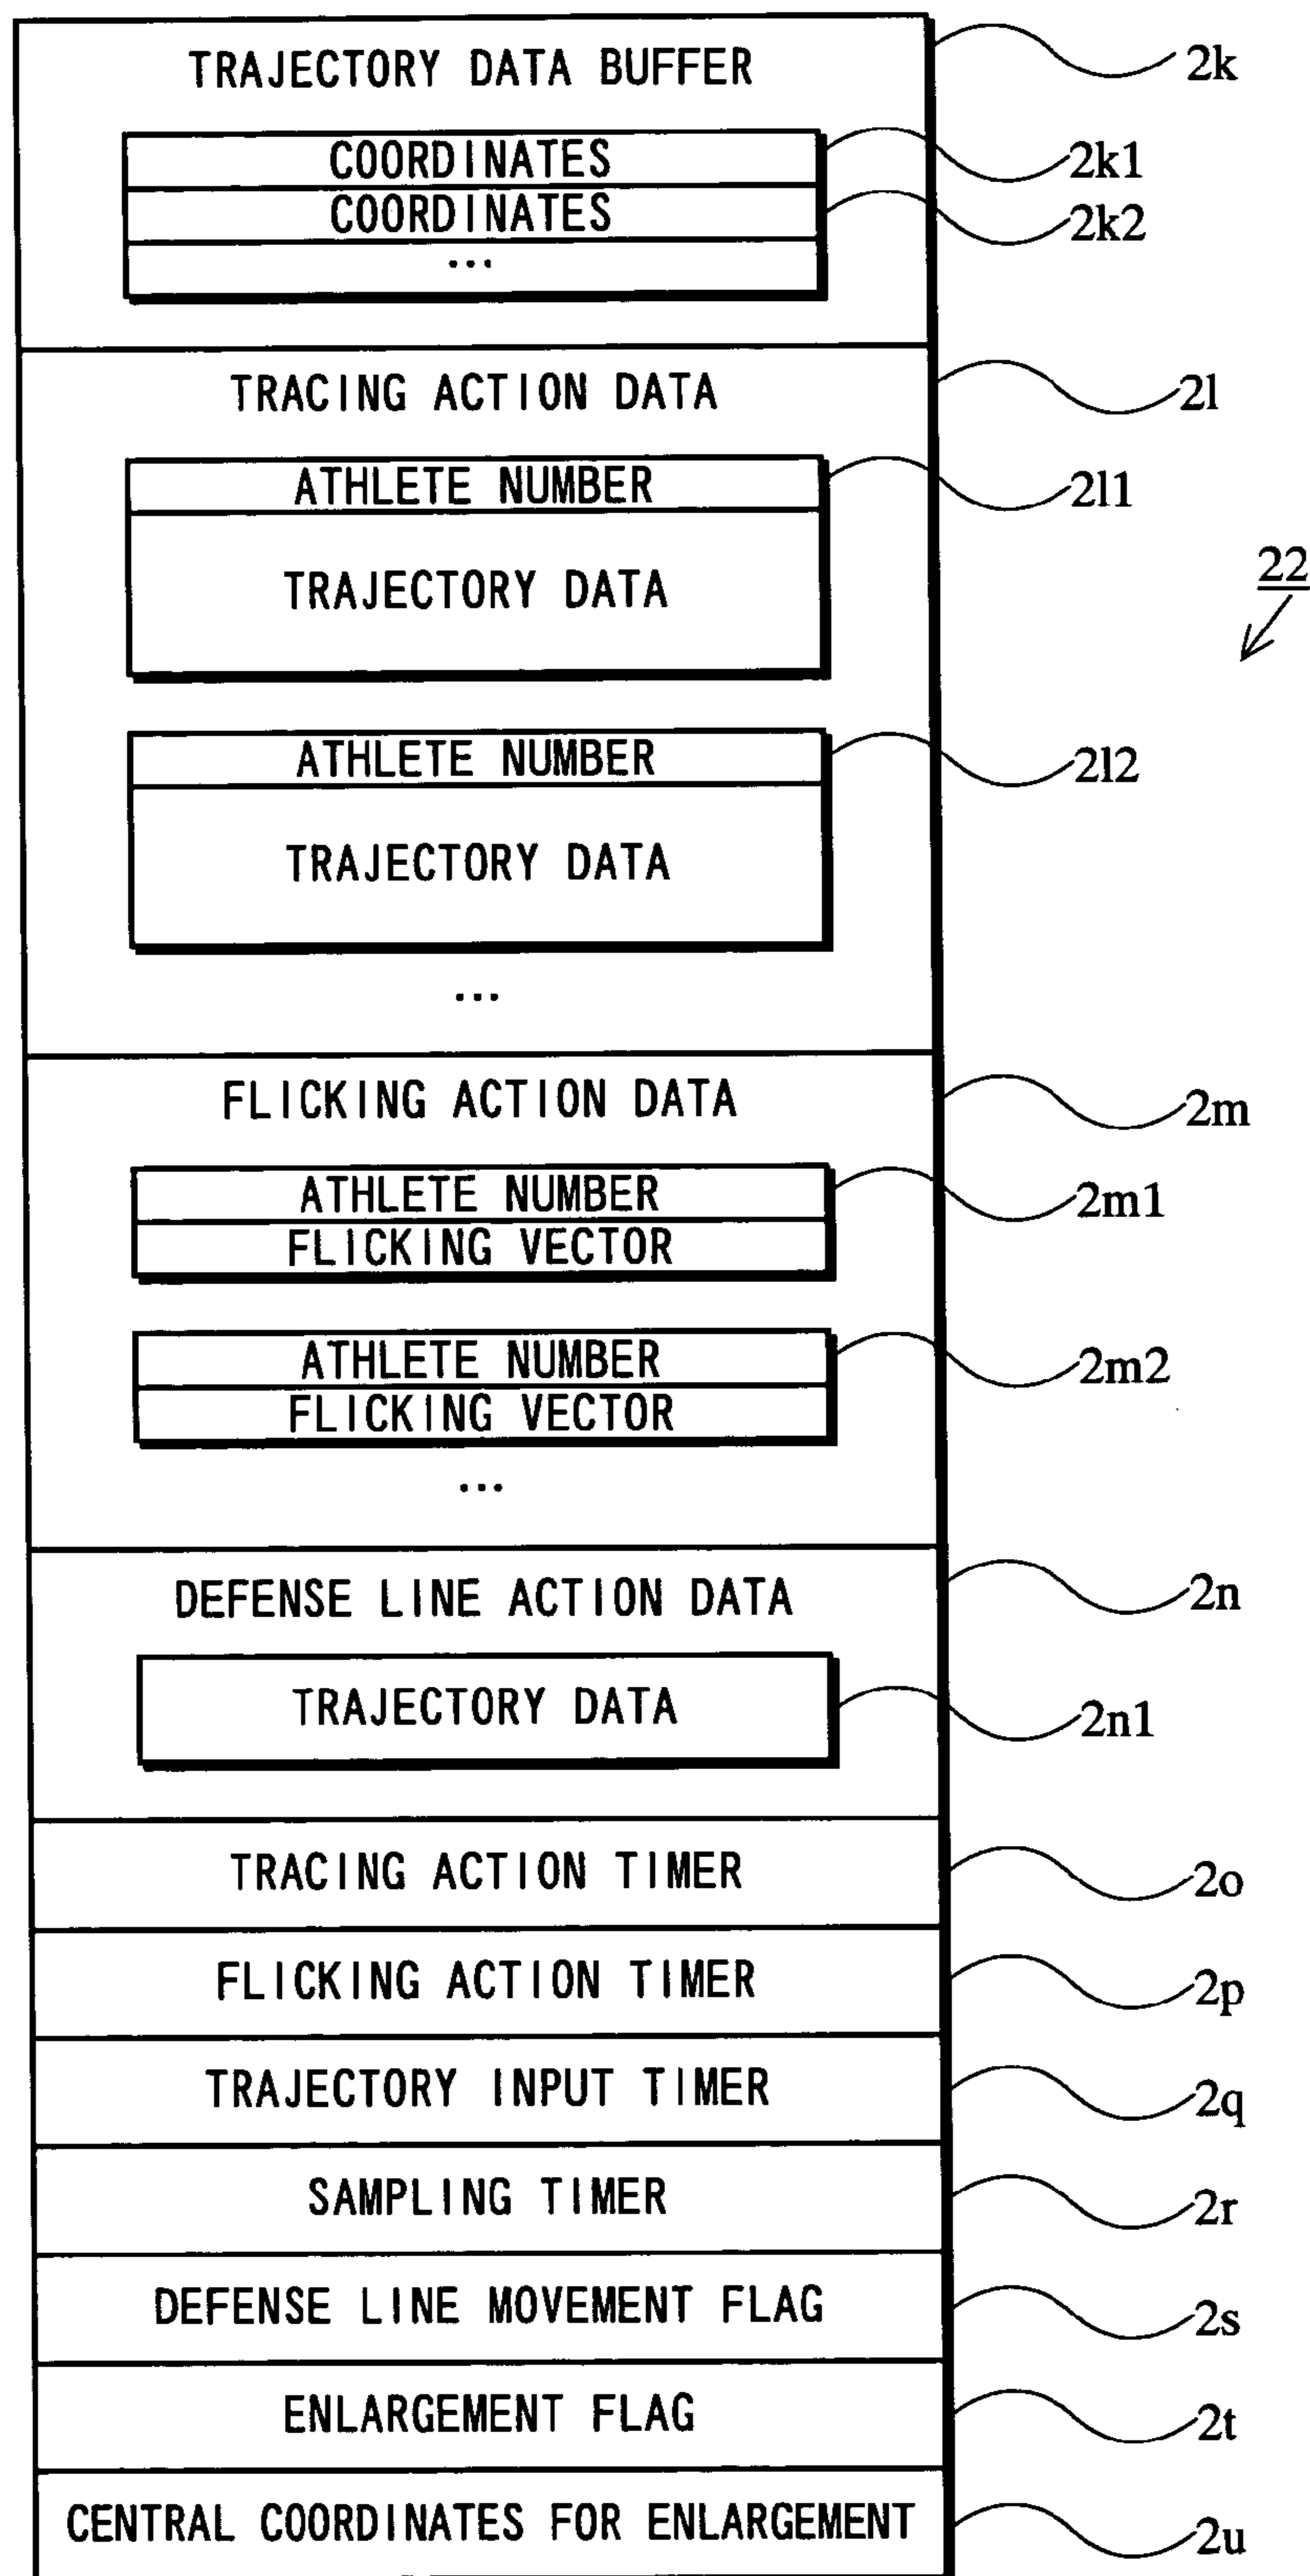 TRAJECTORY DATA BUFFER 2k
COORDINATES 2k1
COORDINATES 2k2
...
TRACING ACTION DATA 2l
ATHLETE NUMBER 2l1
TRAJECTORY DATA
22
ATHLETE NUMBER 2l2
TRAJECTORY DATA
...
FLICKING ACTION DATA 2m
ATHLETE NUMBER 2m1
FLICKING VECTOR
ATHLETE NUMBER 2m2
FLICKING VECTOR
...
DEFENSE LINE ACTION DATA 2n
TRAJECTORY DATA 2n1
TRACING ACTION TIMER 2o
FLICKING ACTION TIMER 2p
TRAJECTORY INPUT TIMER 2q
SAMPLING TIMER 2r
DEFENSE LINE MOVEMENT FLAG 2s
ENLARGEMENT FLAG 2t
CENTRAL COORDINATES FOR ENLARGEMENT 2u